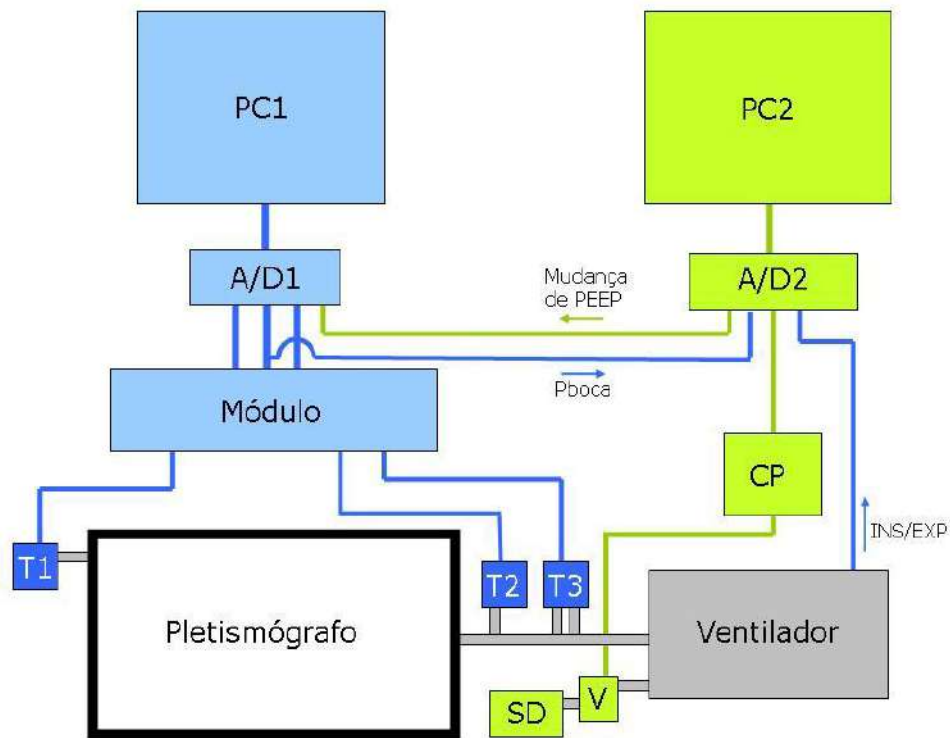 PC1
PC2
A/D1
A/D2
Mudança
de PEEP
Pboca
Módulo
CP
INS/EXP
T1
T2
T3
Pletismógrafo
Ventilador
SD
V